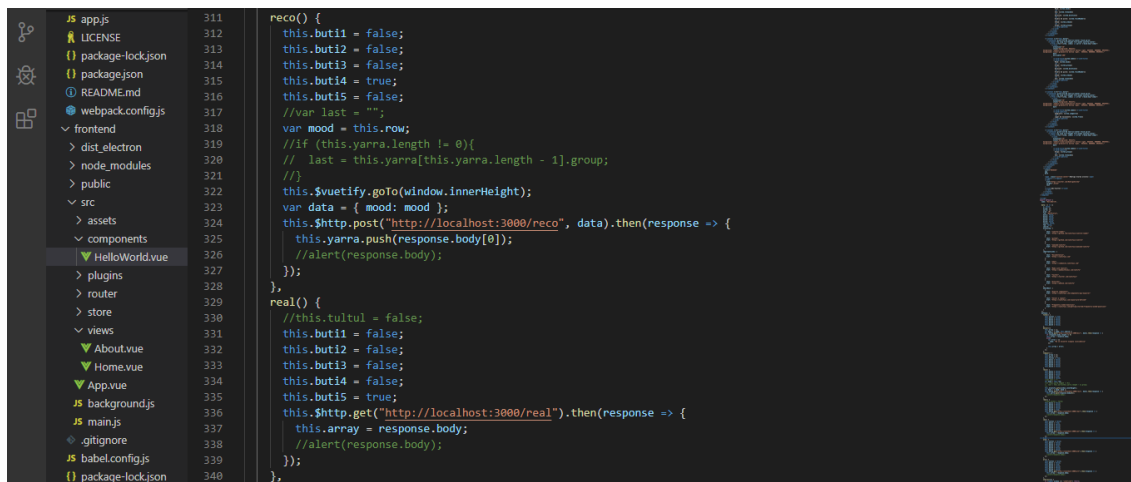 JS app.js
LICENSE
{} package-lock.json
{} package.json
README.md
webpack.config.js
frontend
dist_electron
node_modules
public
src
assets
components
HelloWorld.vue
plugins
router
store
views
About.vue
Home.vue
App.vue
JS background.js
JS main.js
.gitignore
JS babel.config.js
{} package-lock.json
311 reco() {
312 this.buti1 = false;
313 this.buti2 = false;
314 this.buti3 = false;
315 this.buti4 = true;
316 this.buti5 = false;
317 //var last = "";
318 var mood = this.row;
319 //if (this.yarra.length != 0){
320 //  last = this.yarra[this.yarra.length - 1].group;
321 //}
322 this.$vuetify.goTo(window.innerHeight);
323 var data = { mood: mood };
324 this.$http.post("http://localhost:3000/reco", data).then(response => {
325 this.yarra.push(response.body[0]);
326 //alert(response.body);
327 });
328 },
329 real() {
330 //this.tultul = false;
331 this.buti1 = false;
332 this.buti2 = false;
333 this.buti3 = false;
334 this.buti4 = false;
335 this.buti5 = true;
336 this.$http.get("http://localhost:3000/real").then(response => {
337 this.array = response.body;
338 //alert(response.body);
339 });
340 },